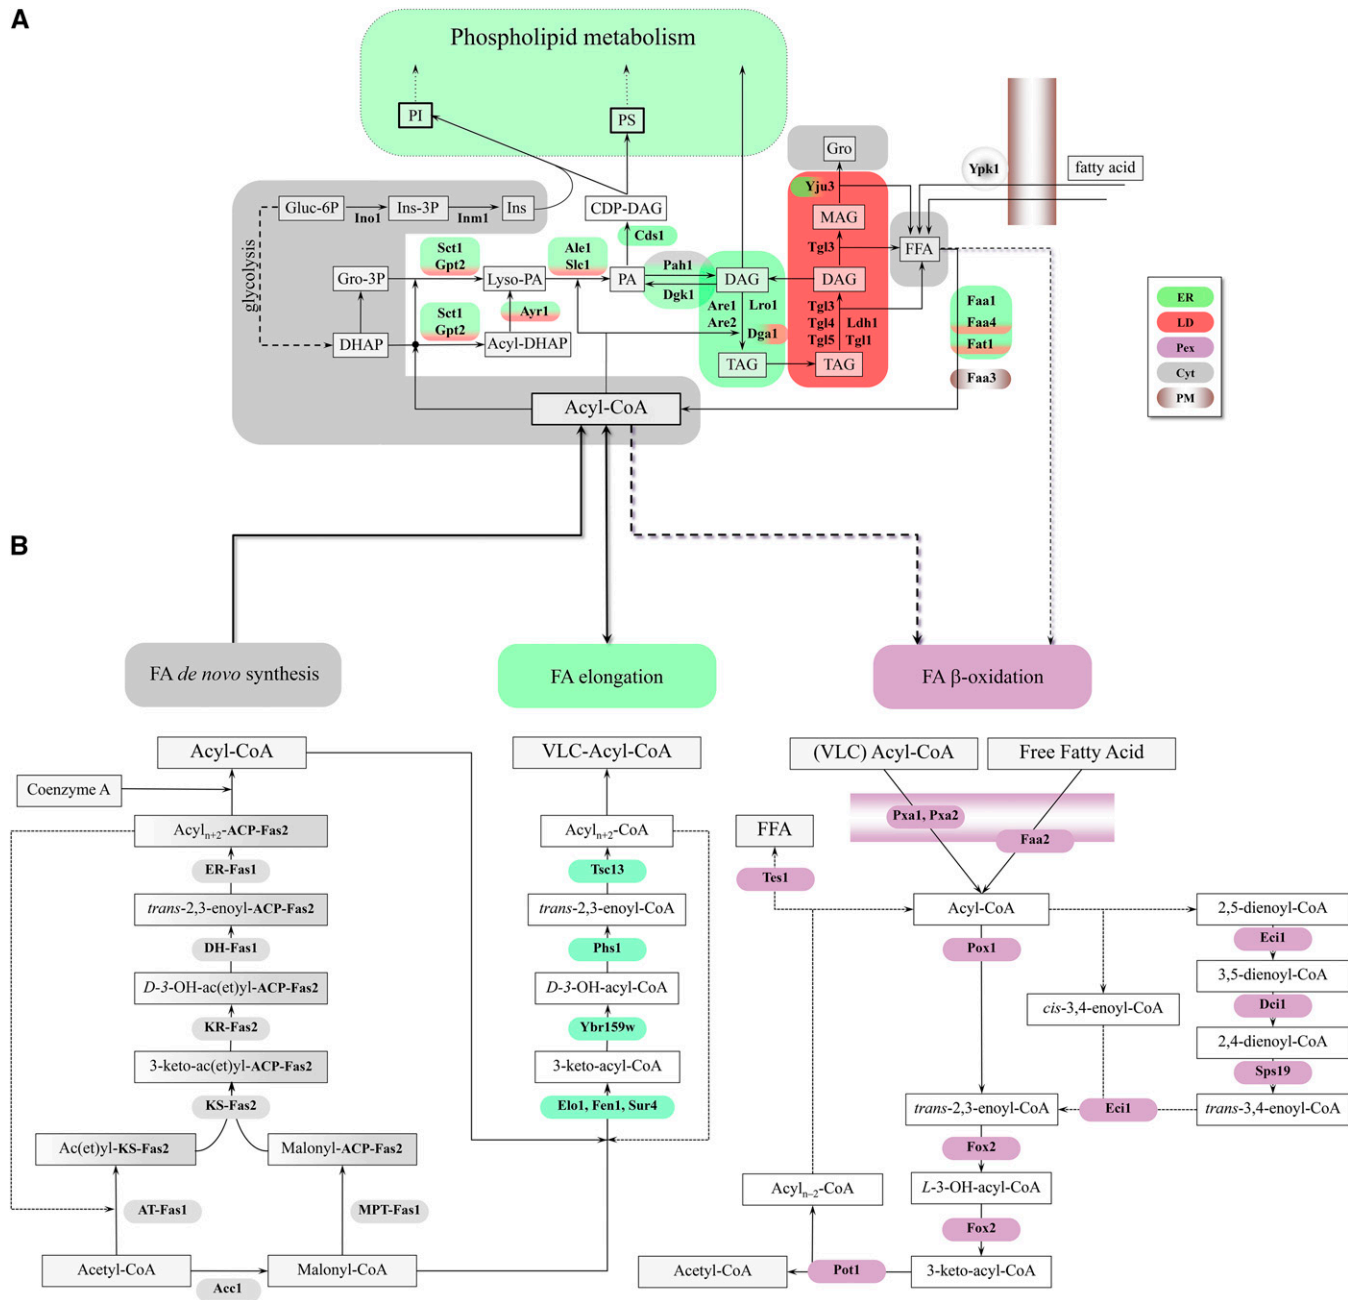 A
Phospholipid metabolism
PI
PS
Gro
Ypk1
fatty acid
Yju3
Gluc-6P
Ino1
Ins-3P
Inm1
Ins
CDP-DAG
MAG
Cds1
FFA
glycolysis
Sct1
Gpt2
Ale1
Slc1
Tgl3
Gro-3P
Lyso-PA
PA
Pah1
Dgk1
DAG
DAG
ER
LD
Pex
Cyt
PM
Sct1
Gpt2
Ayr1
Are1
Are2
Lro1
Dga1
Tgl3
Tgl4
Tgl5
Ldh1
Tgl1
Faa1
Faa4
Fat1
DHAP
Acyl-DHAP
TAG
TAG
Faa3
Acyl-CoA
B
FA de novo synthesis
FA elongation
FA β-oxidation
Acyl-CoA
Coenzyme A
Acyln+2-ACP-Fas2
ER-Fas1
trans-2,3-enoyl-ACP-Fas2
DH-Fas1
D-3-OH-ac(et)yl-ACP-Fas2
KR-Fas2
3-keto-ac(et)yl-ACP-Fas2
KS-Fas2
Ac(et)yl-KS-Fas2
Malonyl-ACP-Fas2
AT-Fas1
MPT-Fas1
Acetyl-CoA
Acc1
Malonyl-CoA
VLC-Acyl-CoA
Acyln+2-CoA
Tsc13
trans-2,3-enoyl-CoA
Phs1
D-3-OH-acyl-CoA
Ybr159w
3-keto-acyl-CoA
Elo1, Fen1, Sur4
(VLC) Acyl-CoA
Free Fatty Acid
Pxa1, Pxa2
Faa2
FFA
Tes1
Acyl-CoA
2,5-dienoyl-CoA
Pox1
Eci1
3,5-dienoyl-CoA
cis-3,4-enoyl-CoA
Dci1
2,4-dienoyl-CoA
Sps19
trans-2,3-enoyl-CoA
Eci1
trans-3,4-enoyl-CoA
Fox2
Acyln–2-CoA
L-3-OH-acyl-CoA
Fox2
Acetyl-CoA
Pot1
3-keto-acyl-CoA